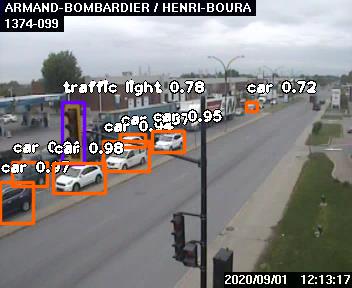 ARMAND-BOMBARDIER / HENRI-BOURA
1374-099
traffic light 0.78
car 0.72
car 0.95
car
car 0.98
car 0.97
2020/09/01 12:13:17